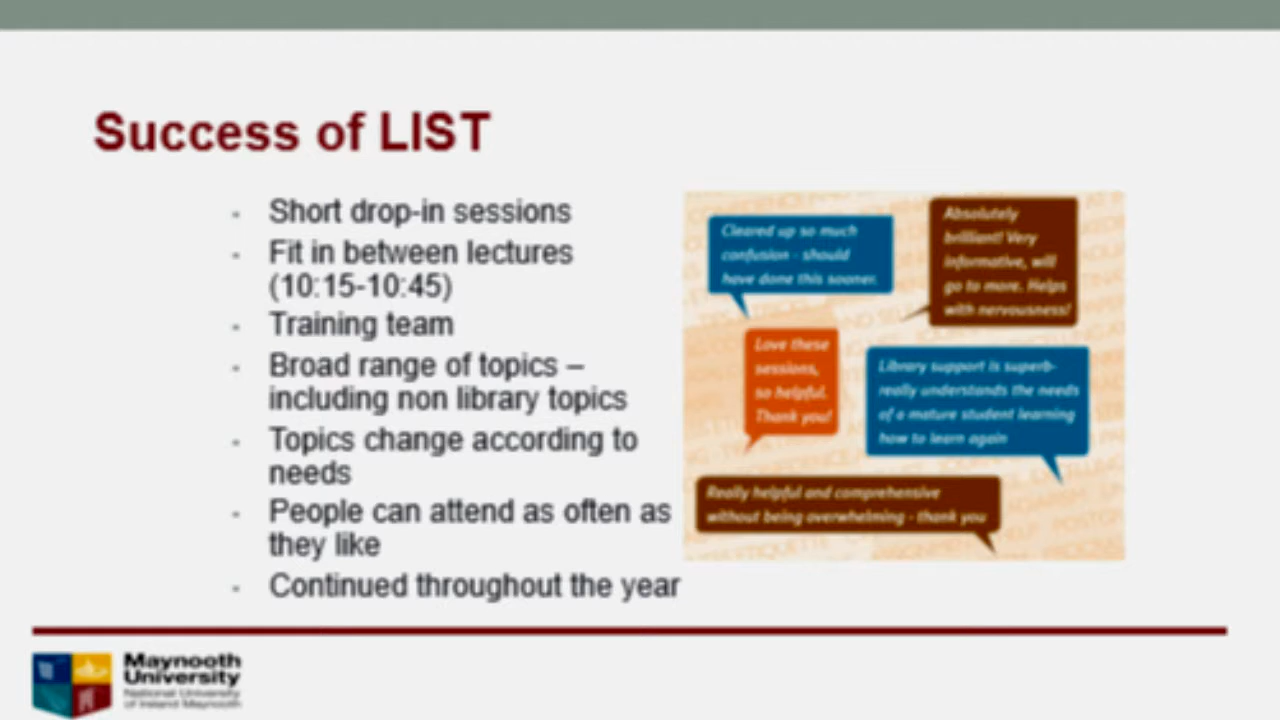 Success of LIST
- Short drop-in sessions
- Fit in between lectures
(10:15-10:45)
- Training team
- Broad range of topics –
including non library topics
- Topics change according to
needs
- People can attend as often as
they like
- Continued throughout the year
Cleared up so much
confusion - should
have done this sooner.
Absolutely
brilliant! Very
informative, will
go to more. Helps
with nervousness!
Love these
sessions,
so helpful.
Thank you!
Library support is superb-
really understands the needs
of a mature student learning
how to learn again
Really helpful and comprehensive
without being overwhelming - thank you
Maynooth
University
National University
of Ireland Maynooth